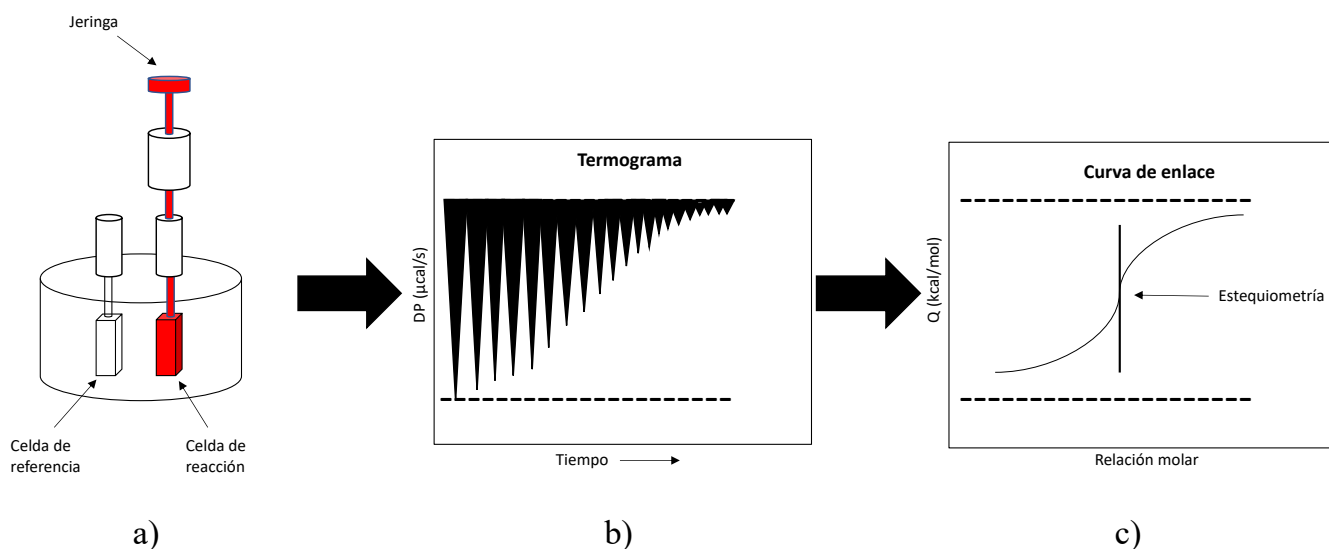 Jeringa
Celda de
referencia
Celda de
reacción
a)
Termograma
DP (µcal/s)
Tiempo
b)
Curva de enlace
Q (kcal/mol)
Estequiometría
Relación molar
c)